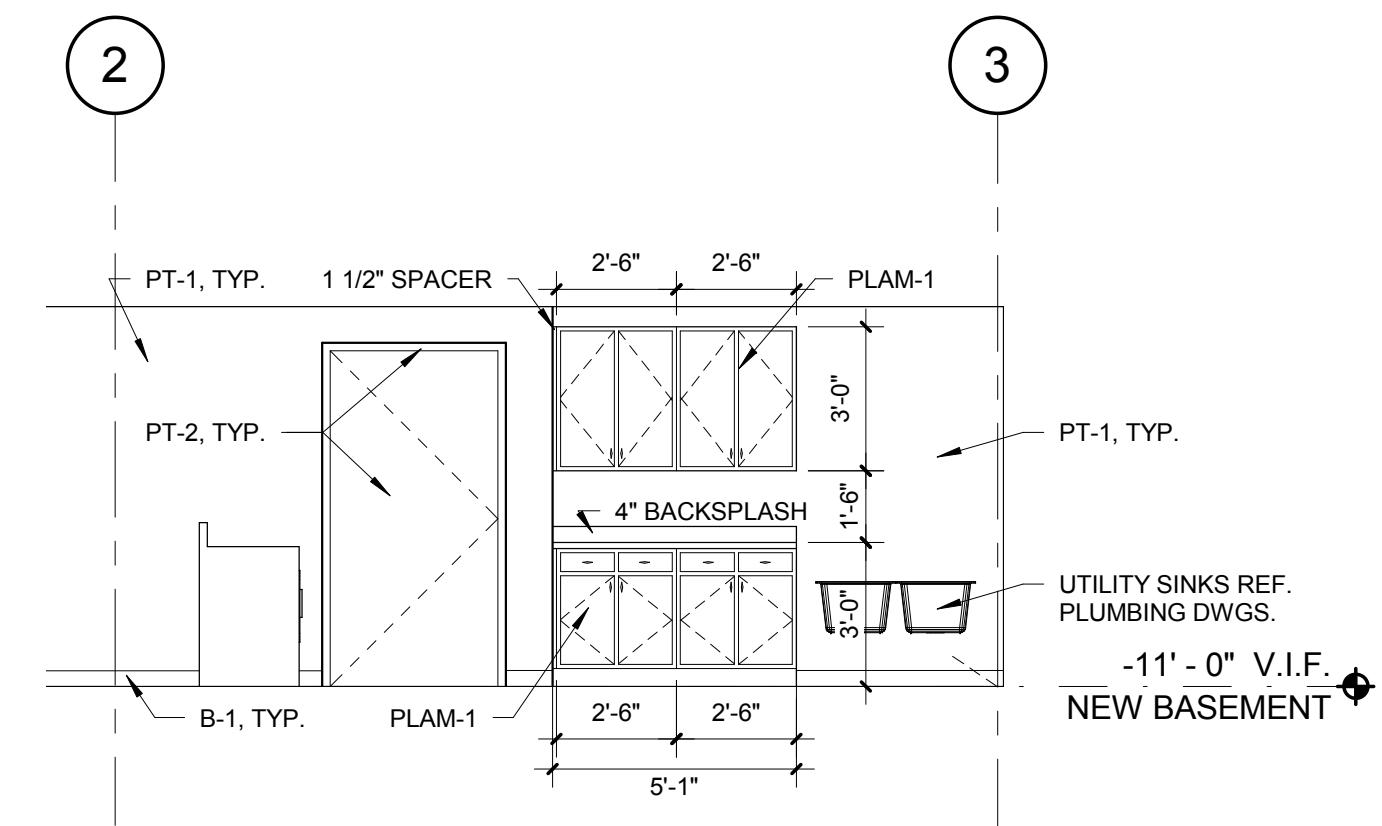 2
3
2'-6"
2'-6"
PT-1, TYP.
1 1/2" SPACER
PLAM-1
3'-0"
PT-2, TYP.
PT-1, TYP.
1'-6"
4" BACKSPLASH
UTILITY SINKS REF.
PLUMBING DWGS.
3'-0"
-11' - 0" V.I.F.
NEW BASEMENT
B-1, TYP.
PLAM-1
2'-6"
2'-6"
5'-1"